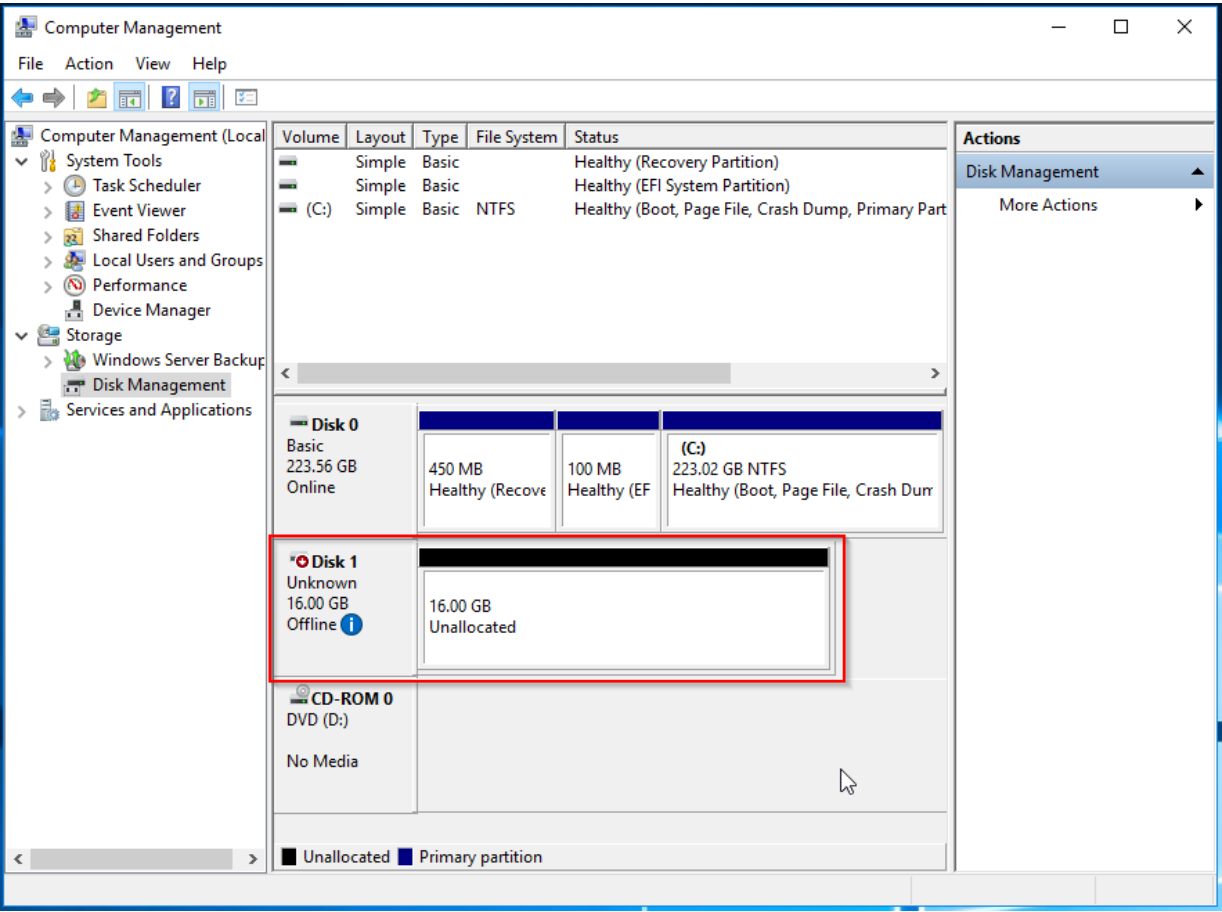 Computer Management
File Action View Help
Computer Management (Local
System Tools
Task Scheduler
Event Viewer
Shared Folders
Local Users and Groups
Performance
Device Manager
Storage
Windows Server Backup
Disk Management
Services and Applications
Volume Layout Type File System Status
Simple Basic Healthy (Recovery Partition)
Simple Basic Healthy (EFI System Partition)
(C:) Simple Basic NTFS Healthy (Boot, Page File, Crash Dump, Primary Part
Disk 0
Basic
223.56 GB
Online
450 MB
Healthy (Recove
100 MB
Healthy (EF
(C:)
223.02 GB NTFS
Healthy (Boot, Page File, Crash Dum
Disk 1
Unknown
16.00 GB
Offline
16.00 GB
Unallocated
CD-ROM 0
DVD (D:)
No Media
Unallocated Primary partition
Actions
Disk Management
More Actions